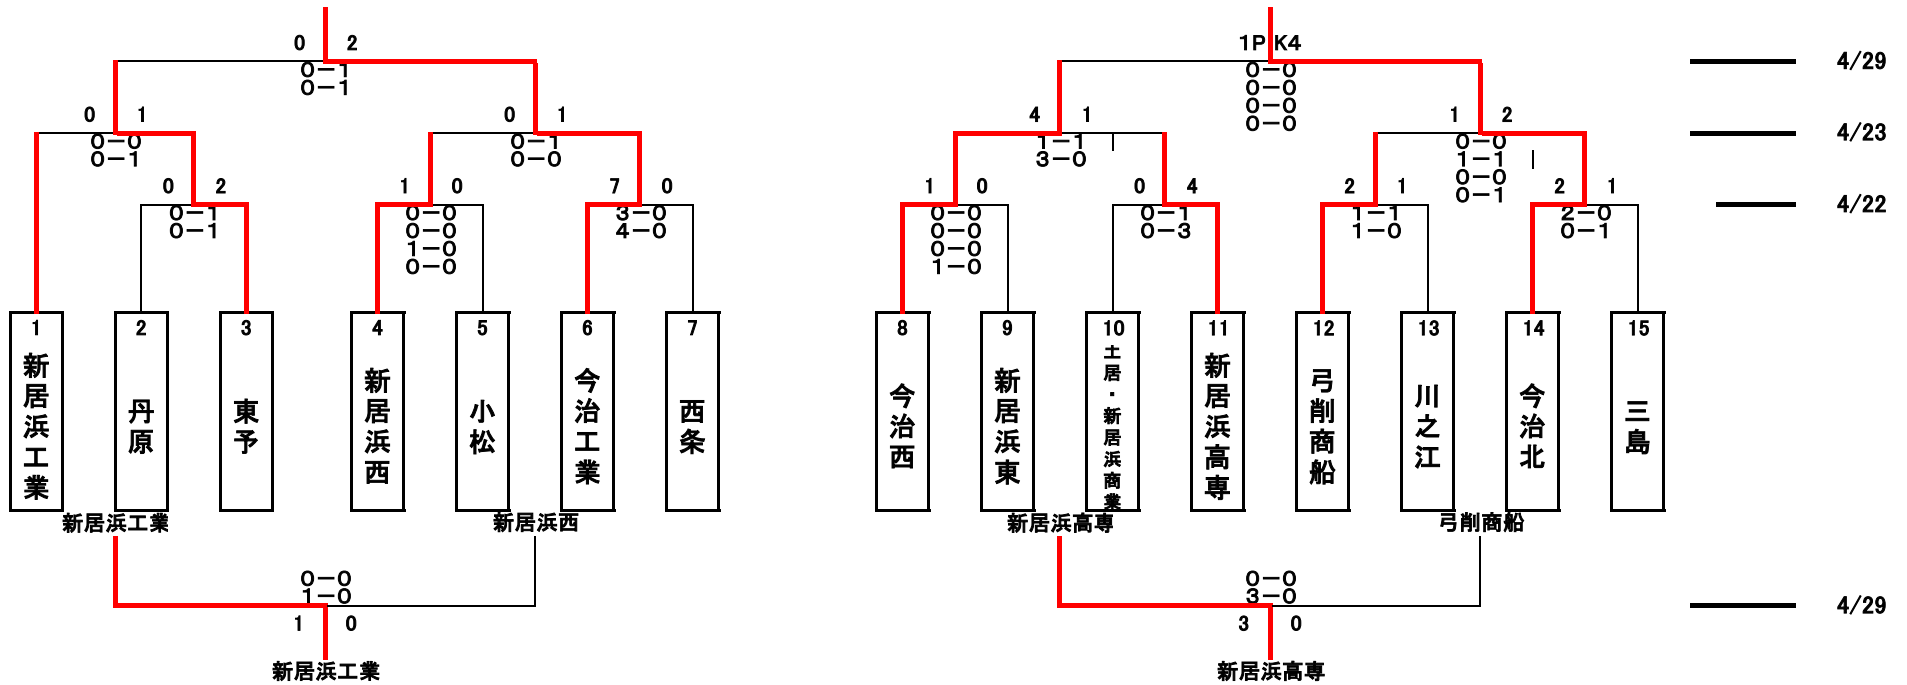 0 2 1PK4 4/29
0－1 0－0
0－1 0－0
0－0
0－0
0 1 0 1 4 1 1 2 4/23
0－0 0－1 1－1 0－0
0－1 0－0 3－0 1－1
0－0
0－1
0 2 1 0 7 0 1 0 0 4 2 1 2 1 4/22
0－1 0－0 3－0 0－0 0－1 1－1 2－0
0－1 0－0 4－0 0－0 0－3 1－0 0－1
1－0 0－0
0－0 1－0
1 新居浜工業
2 丹原
3 東予
4 新居浜西
5 小松
6 今治工業
7 西条
8 今治西
9 新居浜東
10 土居・新居浜商業
11 新居浜高専
12 弓削商船
13 川之江
14 今治北
15 三島
新居浜工業 新居浜西 新居浜高専 弓削商船
0－0 0－0
1－0 3－0 4/29
1 0 3 0
新居浜工業 新居浜高専